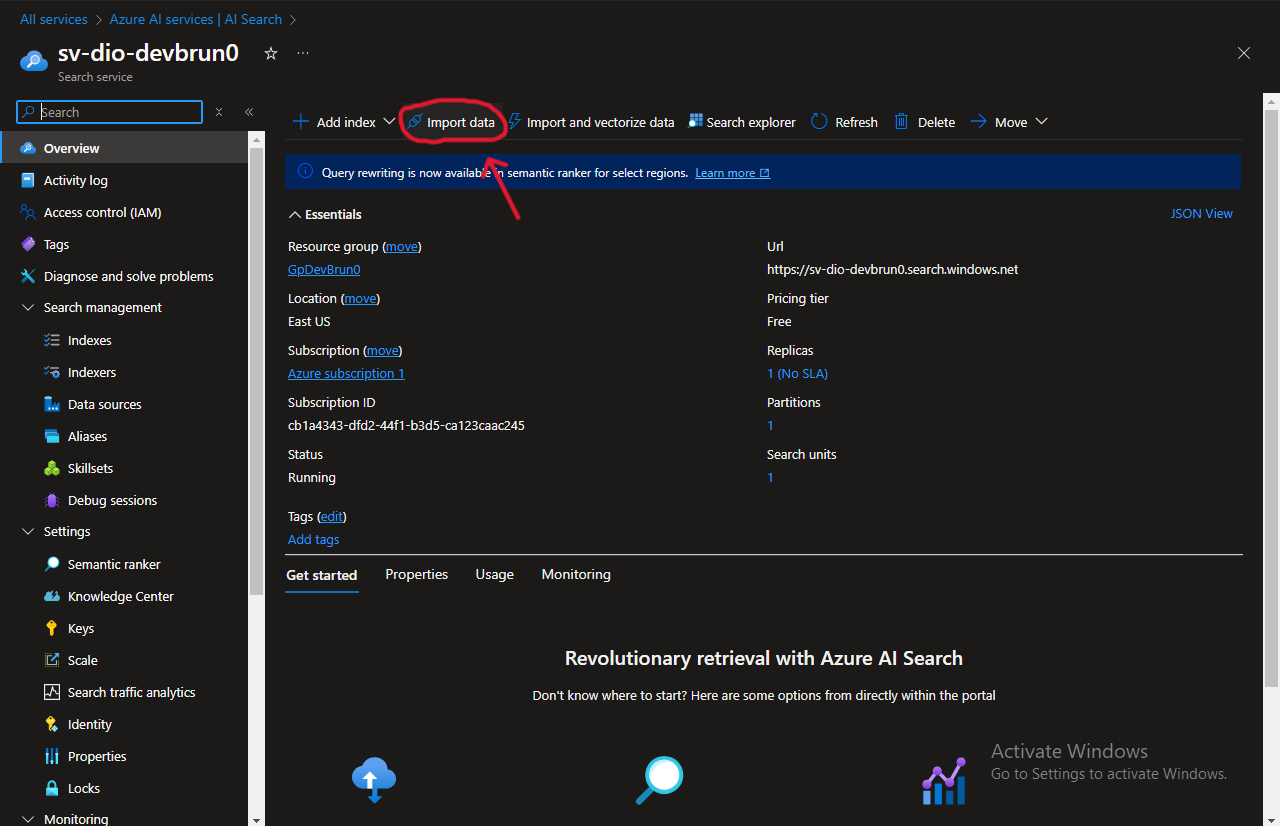 All services > Azure AI services | AI Search >
sv-dio-devbrun0
Search service
Search
Add index
Import data
Import and vectorize data
Search explorer
Refresh
Delete
Move
Overview
Activity log
Access control (IAM)
Tags
Diagnose and solve problems
Search management
Indexes
Indexers
Data sources
Aliases
Skillsets
Debug sessions
Settings
Semantic ranker
Knowledge Center
Keys
Scale
Search traffic analytics
Identity
Properties
Locks
Monitoring
Query rewriting is now available in semantic ranker for select regions. Learn more
Essentials
JSON View
Resource group (move)
GpDevBrun0
Location (move)
East US
Subscription (move)
Azure subscription 1
Subscription ID
cb1a4343-dfd2-44f1-b3d5-ca123caac245
Status
Running
Url
https://sv-dio-devbrun0.search.windows.net
Pricing tier
Free
Replicas
1 (No SLA)
Partitions
1
Search units
1
Tags (edit)
Add tags
Get started
Properties
Usage
Monitoring
Revolutionary retrieval with Azure AI Search
Don't know where to start? Here are some options from directly within the portal
Activate Windows
Go to Settings to activate Windows.